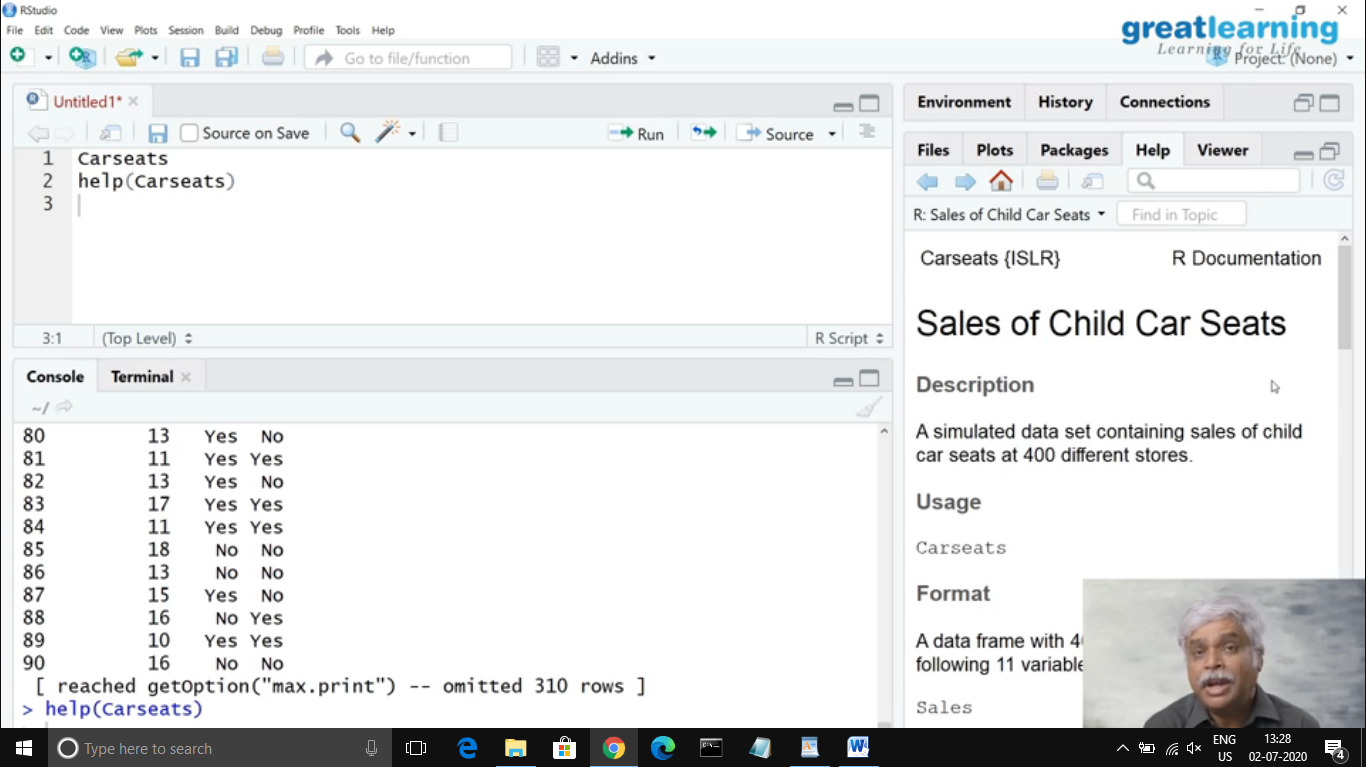 RStudio
File Edit Code View Plots Session Build Debug Profile Tools Help
greatlearning
Learning for Life
Go to file/function
Addins
Project: (None)
Untitled1*
Source on Save
Run
Source
1 Carseats
2 help(Carseats)
3
3:1 (Top Level) R Script
Console Terminal
~/
80 13 Yes No
81 11 Yes Yes
82 13 Yes No
83 17 Yes Yes
84 11 Yes Yes
85 18 No No
86 13 No No
87 15 Yes No
88 16 No Yes
89 10 Yes Yes
90 16 No No
[ reached getOption("max.print") -- omitted 310 rows ]
> help(Carseats)
Environment History Connections
Files Plots Packages Help Viewer
R: Sales of Child Car Seats Find in Topic
Carseats {ISLR} R Documentation
Sales of Child Car Seats
Description
A simulated data set containing sales of child
car seats at 400 different stores.
Usage
Carseats
Format
A data frame with 4
following 11 variable
Sales
Type here to search
ENG
US
13:28
02-07-2020
4